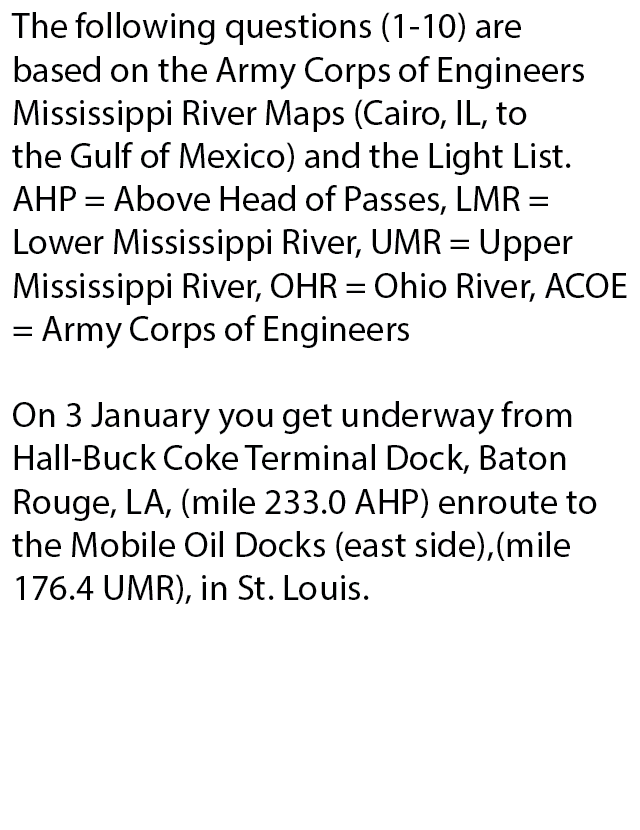 The following questions (1-10) are
based on the Army Corps of Engineers
Mississippi River Maps (Cairo, IL, to
the Gulf of Mexico) and the Light List.
AHP = Above Head of Passes, LMR =
Lower Mississippi River, UMR = Upper
Mississippi River, OHR = Ohio River, ACOE
= Army Corps of Engineers

On 3 January you get underway from
Hall-Buck Coke Terminal Dock, Baton
Rouge, LA, (mile 233.0 AHP) enroute to
the Mobile Oil Docks (east side),(mile
176.4 UMR), in St. Louis.